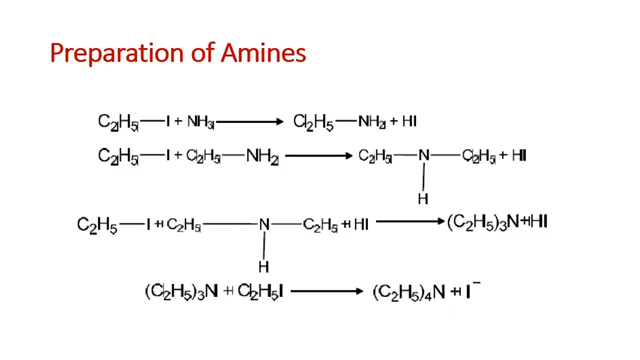 Preparation of Amines
C₂H₅—I + NH₃ → C₂H₅—NH₂ + HI
C₂H₅—I + C₂H₅—NH₂ → C₂H₅—N—C₂H₅ + HI
H
C₂H₅—I + C₂H₅—N—C₂H₅ + HI → (C₂H₅)₃N + HI
H
(C₂H₅)₃N + C₂H₅I → (C₂H₅)₄N + I⁻